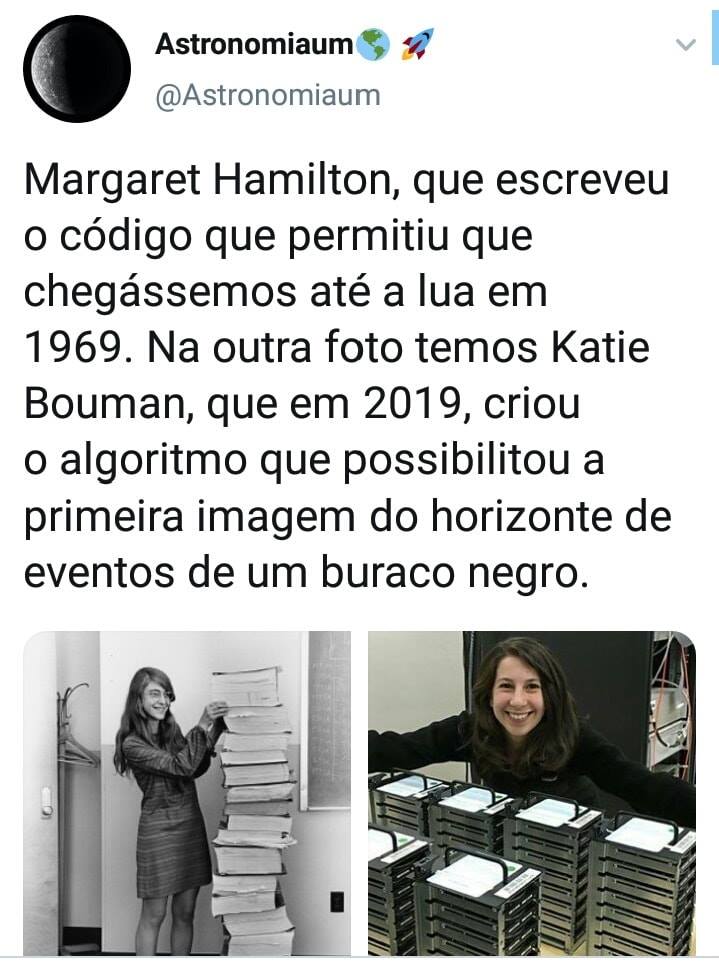 Astronomiaum🌎 🚀
@Astronomiaum
Margaret Hamilton, que escreveu
o código que permitiu que
chegássemos até a lua em
1969. Na outra foto temos Katie
Bouman, que em 2019, criou
o algoritmo que possibilitou a
primeira imagem do horizonte de
eventos de um buraco negro.